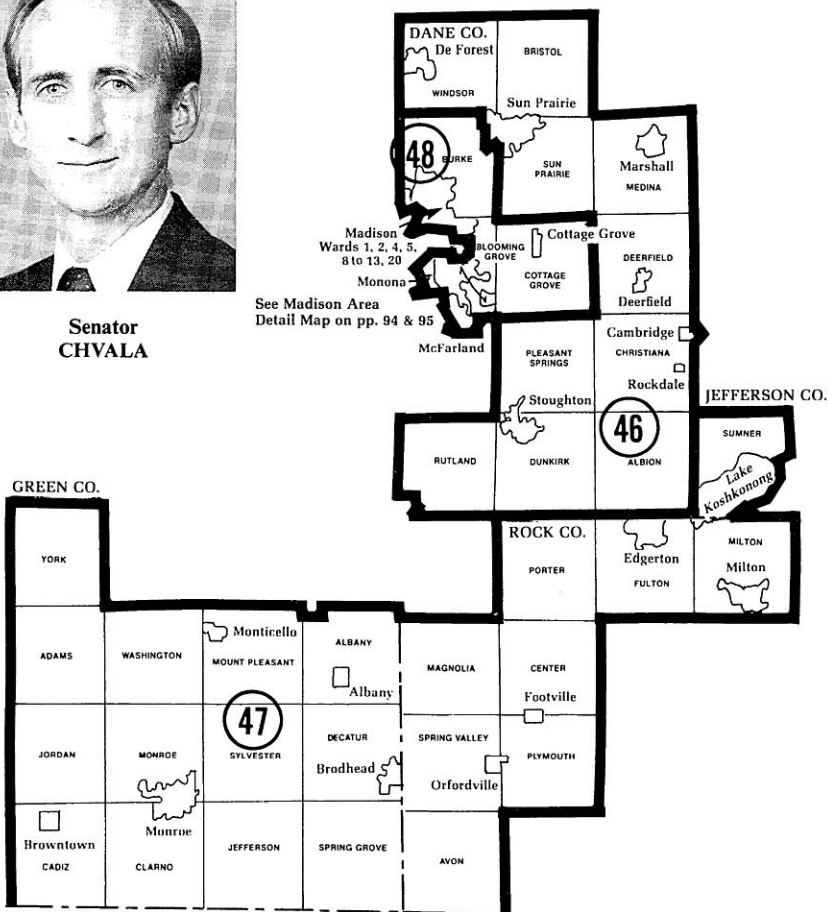 Senator
CHVALA
DANE CO.
De Forest
BRISTOL
WINDSOR
Sun Prairie
48
BURKE
SUN
PRAIRIE
Marshall
MEDINA
Madison
Wards 1, 2, 4, 5,
8 to 13, 20
BLOOMING
GROVE
Cottage Grove
COTTAGE
GROVE
DEERFIELD
Deerfield
Monona
See Madison Area
Detail Map on pp. 94 & 95
McFarland
Cambridge
PLEASANT
SPRINGS
CHRISTIANA
Rockdale
Stoughton
46
JEFFERSON CO.
SUMNER
RUTLAND
DUNKIRK
ALBION
Lake
Koshkonong
GREEN CO.
ROCK CO.
YORK
PORTER
Edgerton
FULTON
MILTON
Milton
ADAMS
WASHINGTON
Monticello
MOUNT PLEASANT
ALBANY
Albany
MAGNOLIA
CENTER
Footville
47
JORDAN
MONROE
SYLVESTER
DECATUR
Brodhead
SPRING VALLEY
Orfordville
PLYMOUTH
Browntown
CADIZ
Monroe
CLARNO
JEFFERSON
SPRING GROVE
AVON